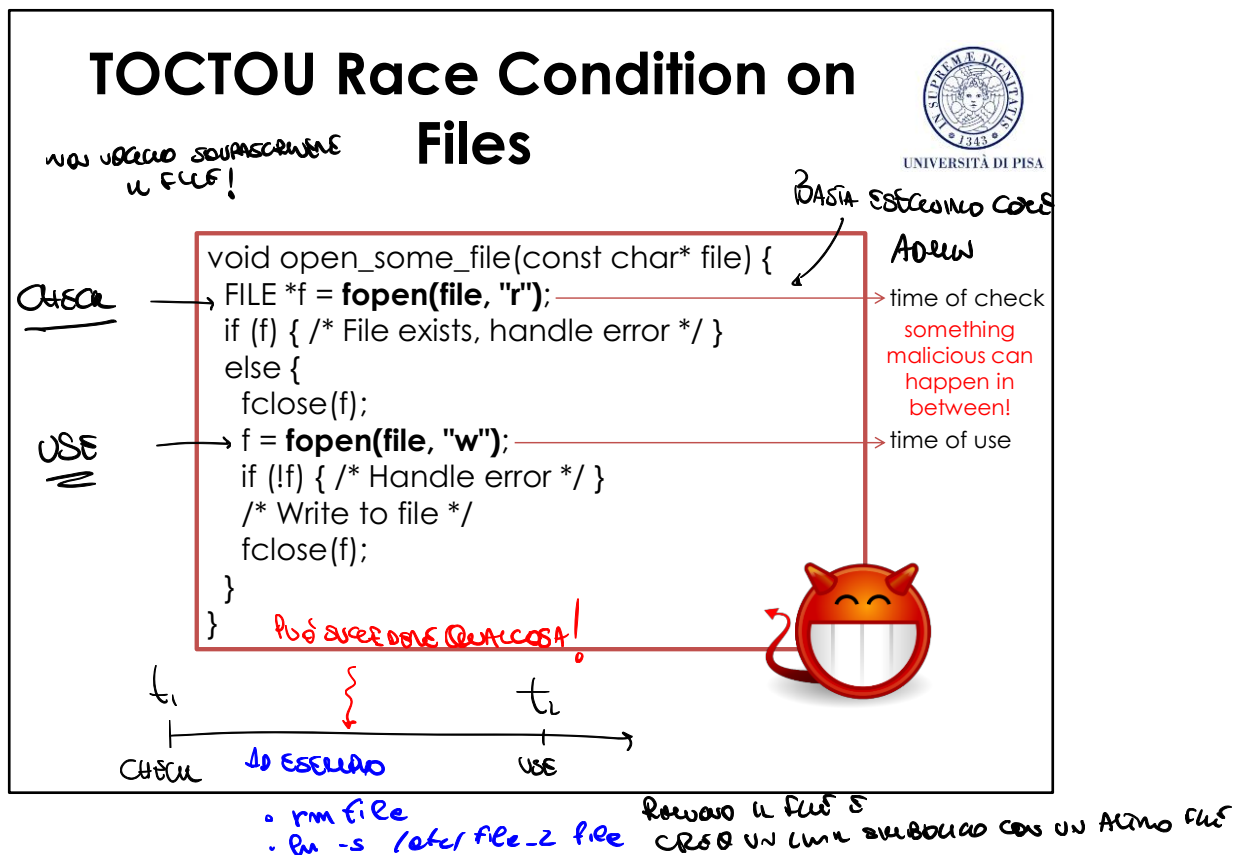 TOCTOU Race Condition on
Files
UNIVERSITÀ DI PISA
IN SUPREMÆ DIGNITATIS
1343
NON VOGLIO SOVRASCRIVERE
IL FILE!
BASTA ESEGUIRLO COME
ADMIN
void open_some_file(const char* file) {
CHECK
FILE *f = fopen(file, "r");
time of check
if (f) { /* File exists, handle error */ }
something
malicious can
happen in
between!
else {
fclose(f);
USE
f = fopen(file, "w");
time of use
if (!f) { /* Handle error */ }
/* Write to file */
fclose(f);
}
}
PUÒ SUCCEDERE QUALCOSA!
t1
t2
CHECK
AD ESEMPIO
USE
• rm file
RIMUOVO IL FILE E
• ln -s /etc/file_2 file
CREO UN LINK SIMBOLICO CON UN ALTRO FILE